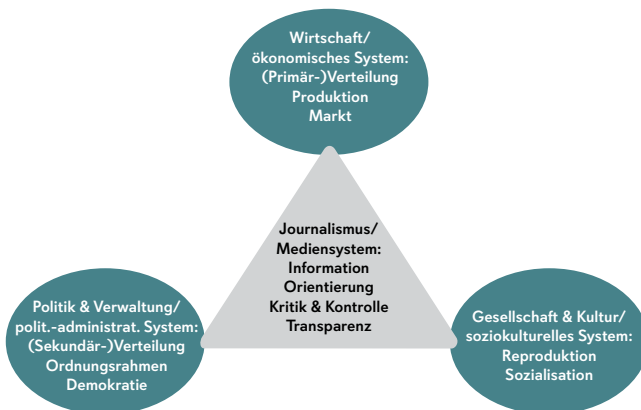 Wirtschaft/
ökonomisches System:
(Primär-)Verteilung
Produktion
Markt
Journalismus/
Mediensystem:
Information
Orientierung
Kritik & Kontrolle
Transparenz
Politik & Verwaltung/
polit.-administrat. System:
(Sekundär-)Verteilung
Ordnungsrahmen
Demokratie
Gesellschaft & Kultur/
soziokulturelles System:
Reproduktion
Sozialisation